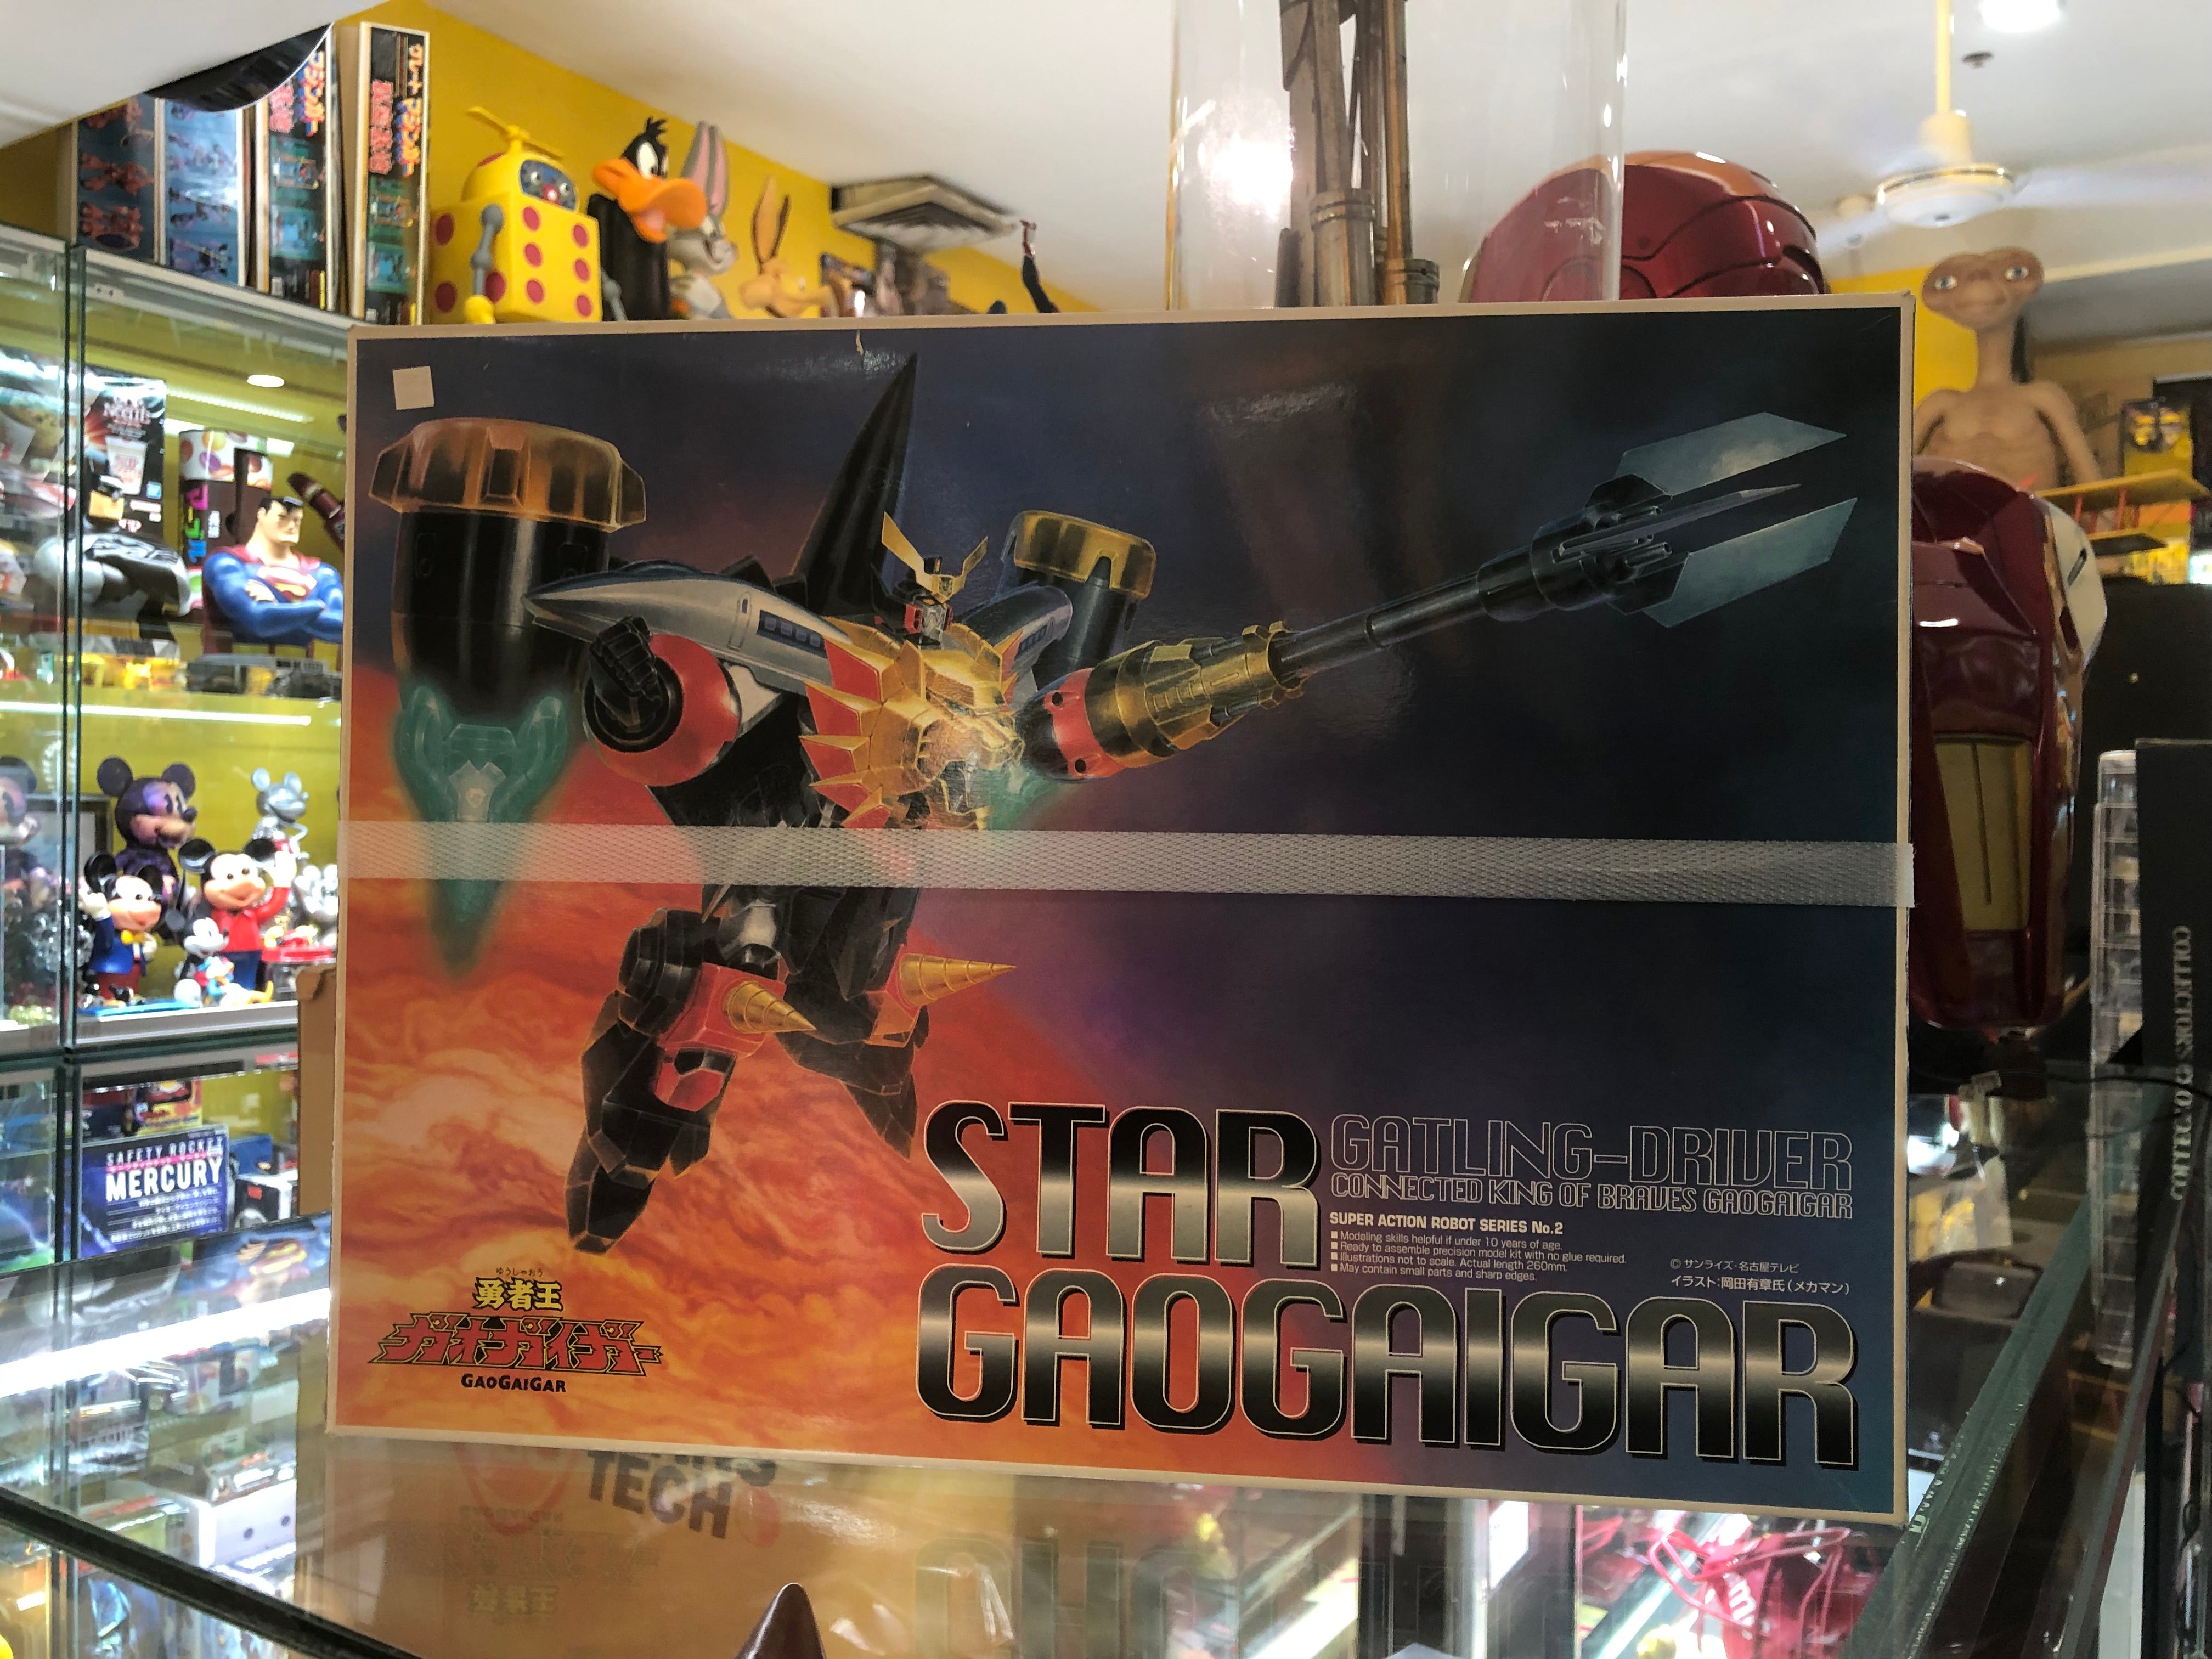 STAR
GATLING-DRIVER
CONNECTED KING OF BRAVES GAOGAIGAR
SUPER ACTION ROBOT SERIES No.2
■ Modeling skills helpful if under 10 years of age.
■ Ready to assemble precision model kit with no glue required.
■ Illustrations not to scale. Actual length 260mm.
■ May contain small parts and sharp edges.
© サンライズ・名古屋テレビ
イラスト:岡田有章氏(メカマン)
GAOGAIGAR
ゆうしゃおう
勇者王
ガオガイガー
GAOGAIGAR
SAFETY ROCKET
MERCURY
TECH